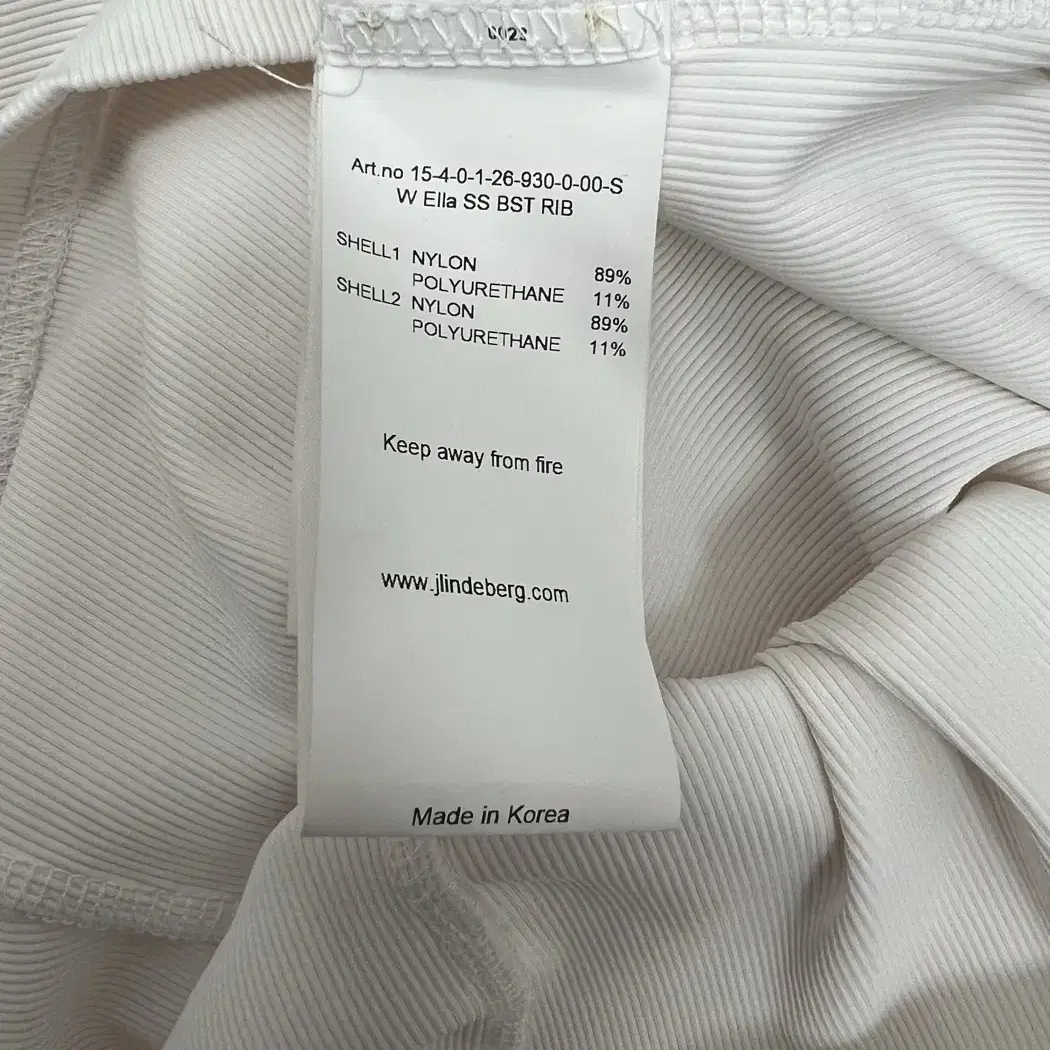 Art.no 15-4-0-1-26-930-0-00-S
W Ella SS BST RIB
SHELL1 NYLON 89%
POLYURETHANE 11%
SHELL2 NYLON 89%
POLYURETHANE 11%
Keep away from fire
www.jlindeberg.com
Made in Korea